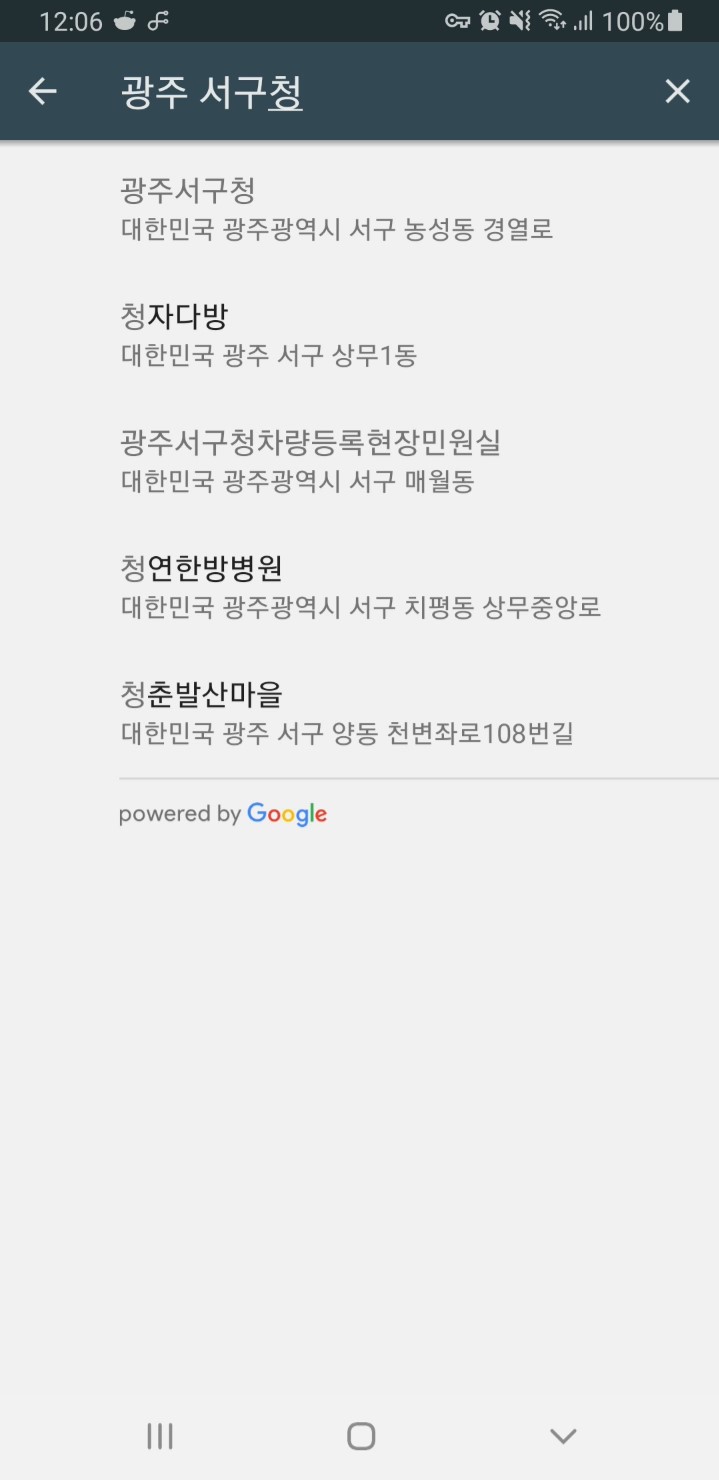 12:06 100%
광주 서구청
광주서구청
대한민국 광주광역시 서구 농성동 경열로
청자다방
대한민국 광주 서구 상무1동
광주서구청차량등록현장민원실
대한민국 광주광역시 서구 매월동
청연한방병원
대한민국 광주광역시 서구 치평동 상무중앙로
청춘발산마을
대한민국 광주 서구 양동 천변좌로108번길
powered by Google